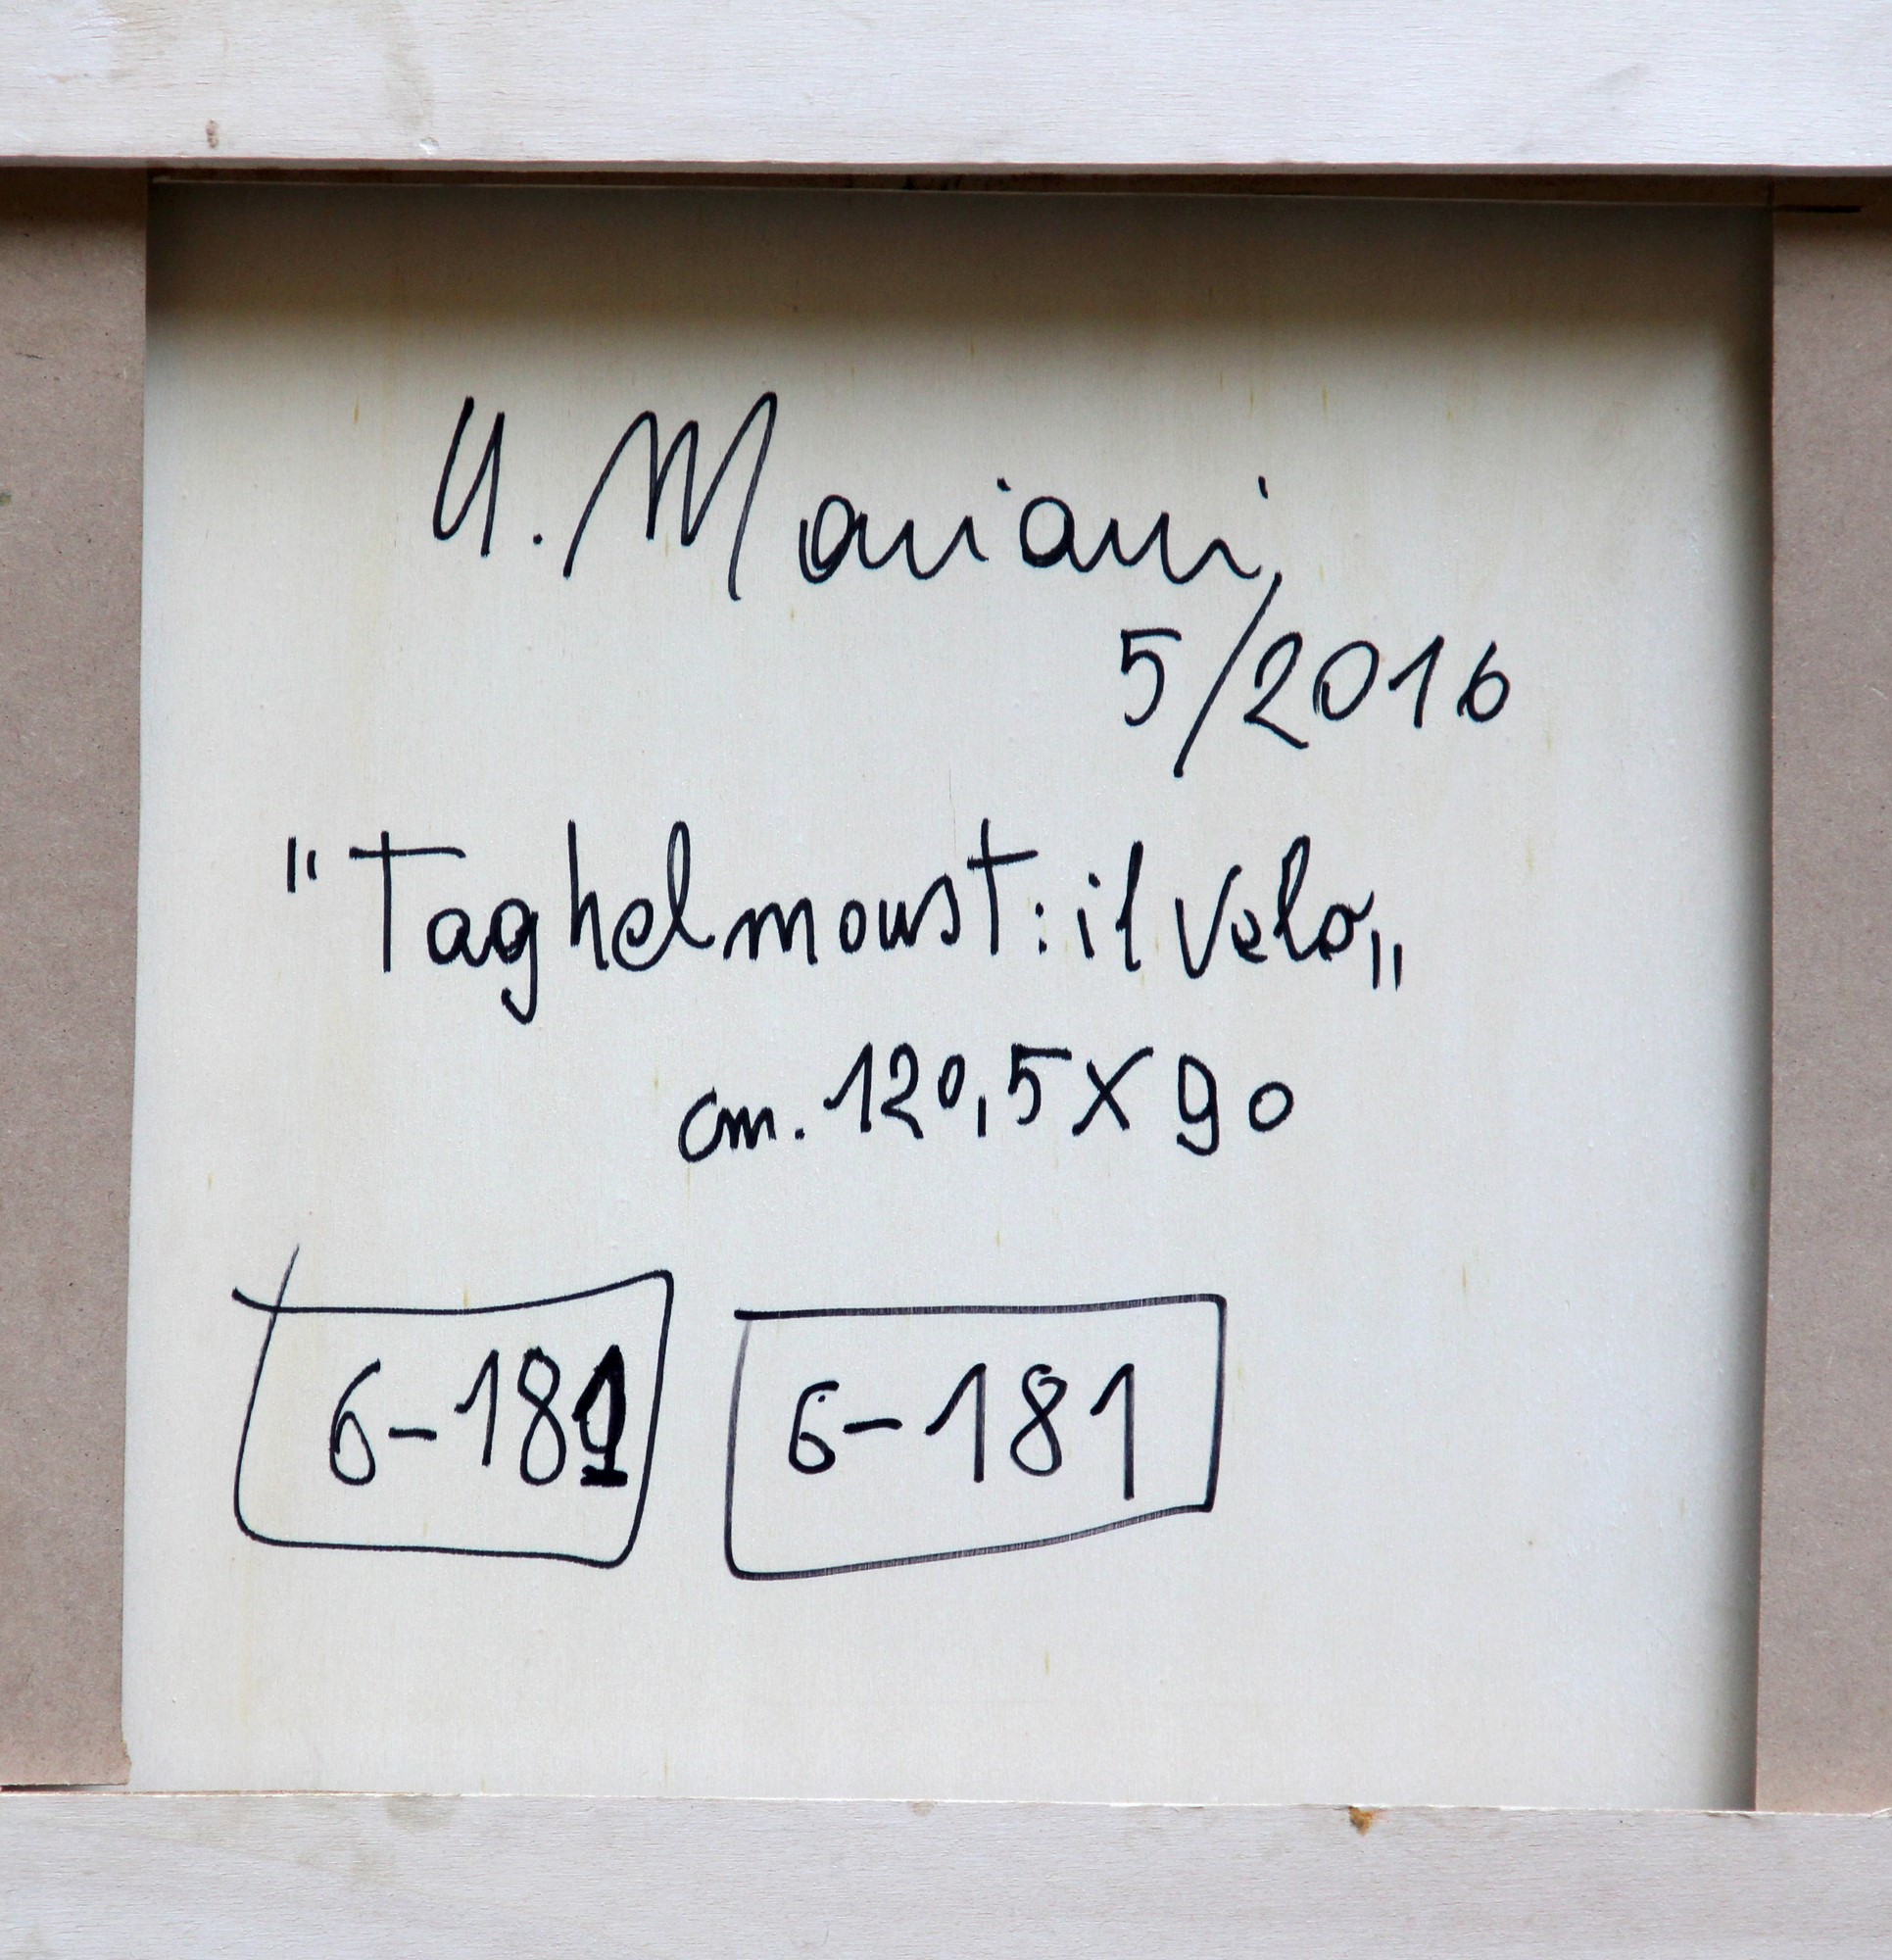 U. Mariani
5/2016
"Taghelmoust: il velo„
cm. 120,5 X 90
6-181 6-181